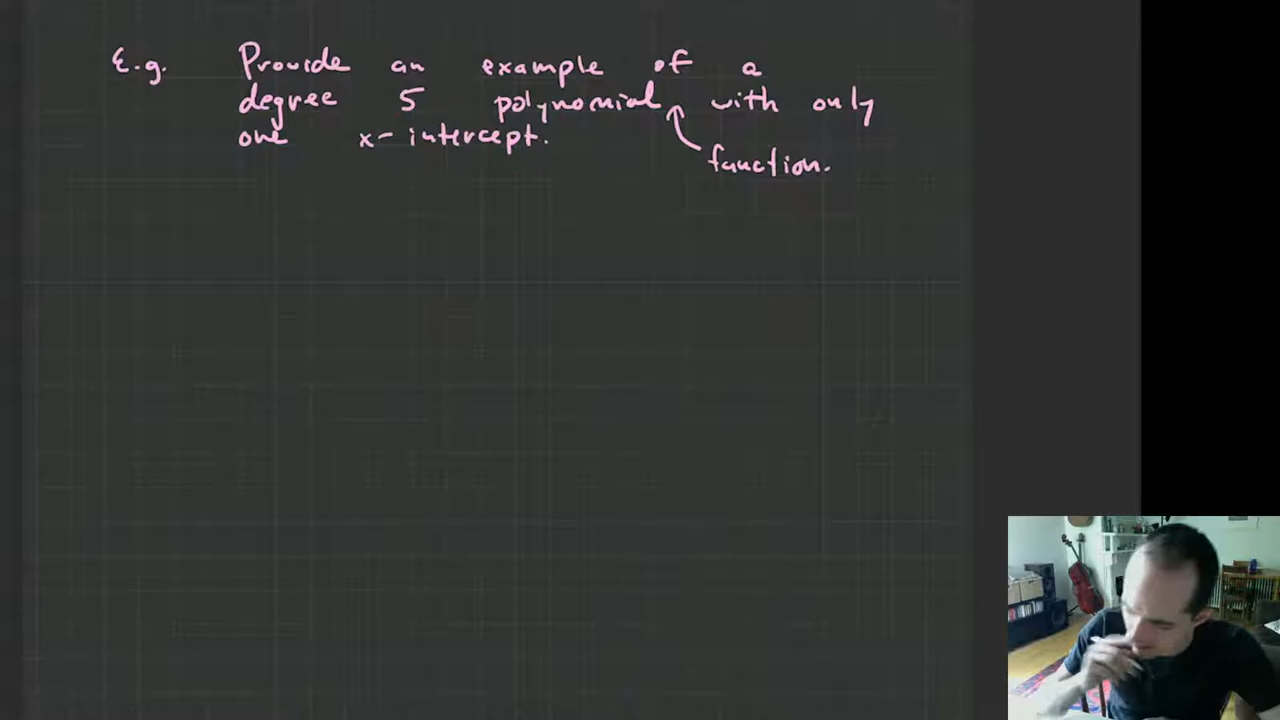 E.g. Provide an example of a
degree 5 polynomial with only
one x-intercept.
function.